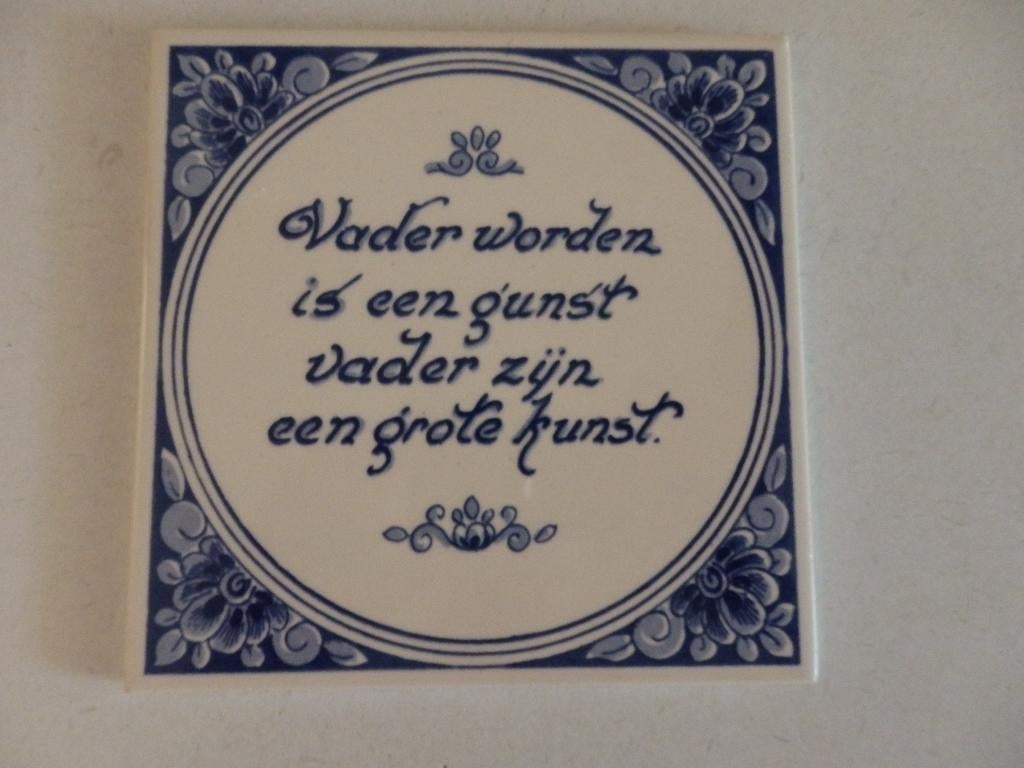 Vader worden
is een gunst
vader zijn
een grote kunst.